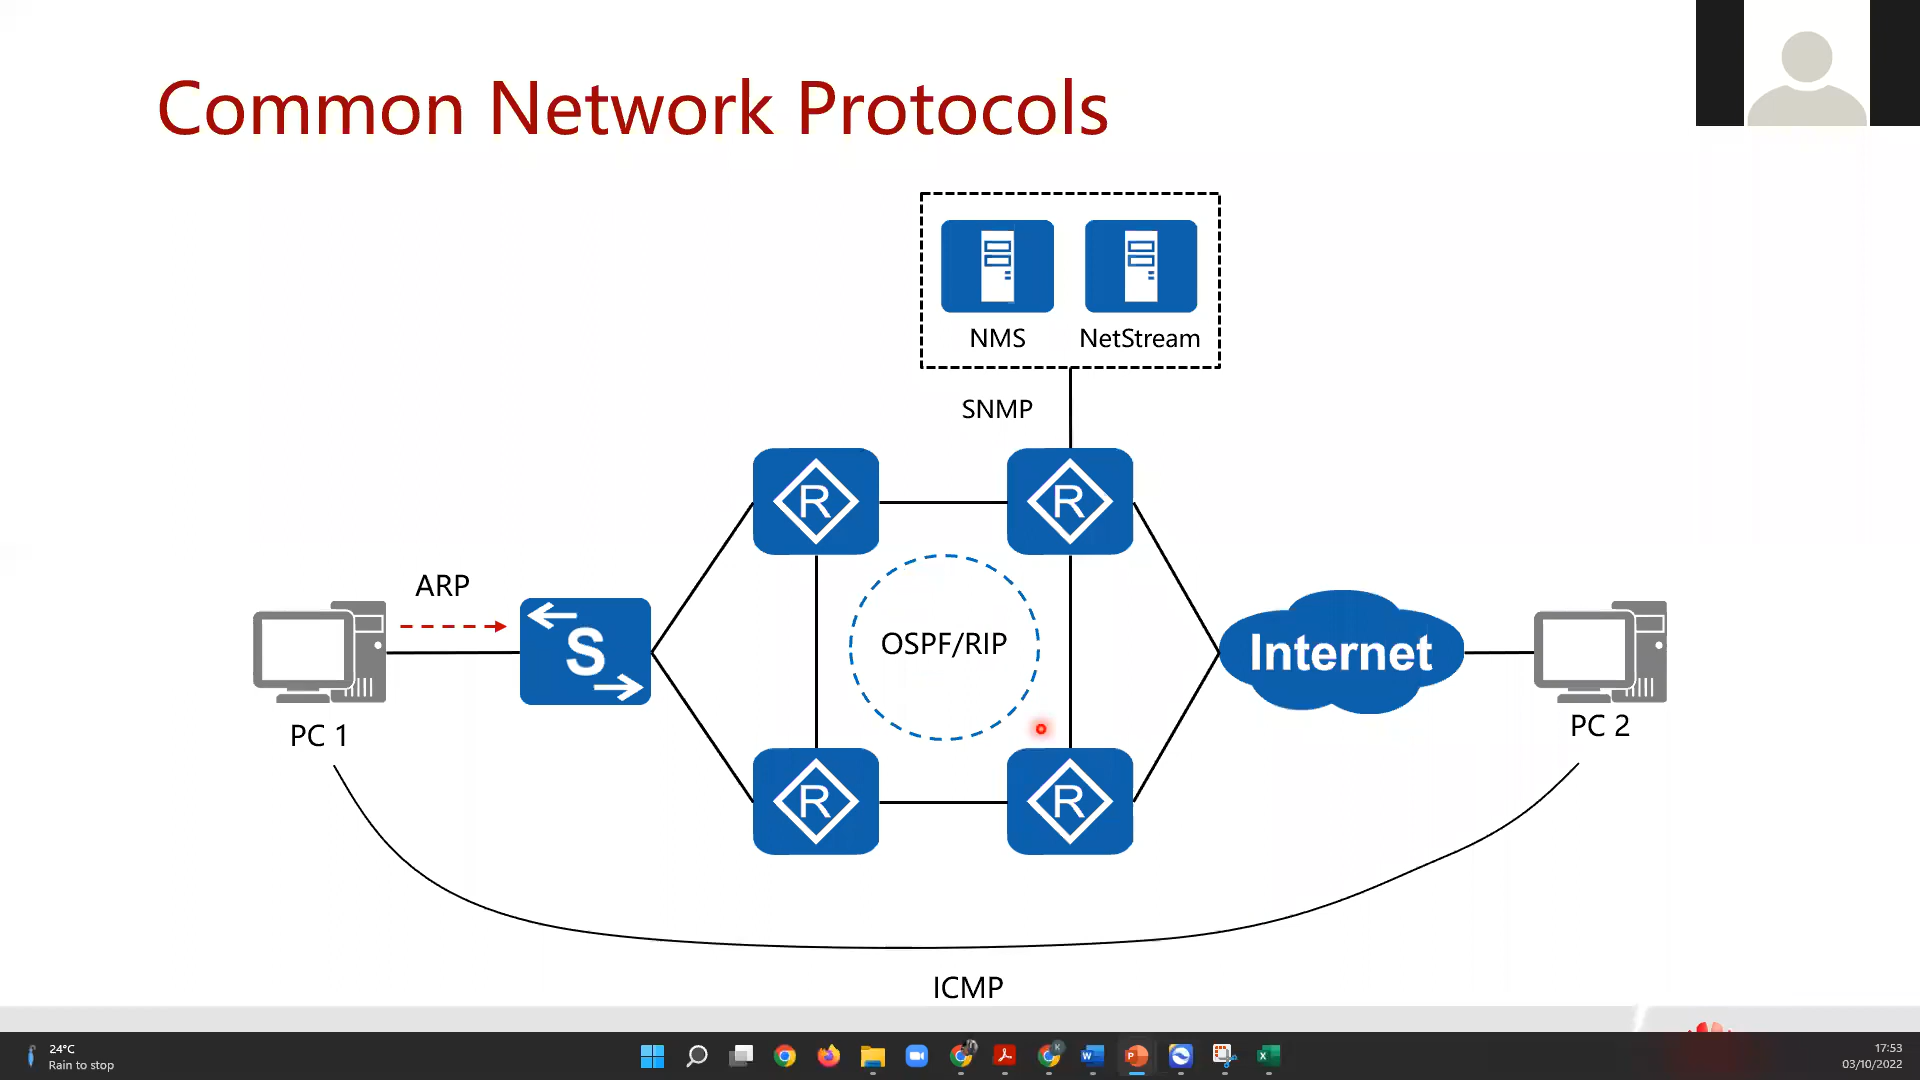 Common Network Protocols
NMS
NetStream
SNMP
R
R
ARP
S
OSPF/RIP
Internet
PC 1
PC 2
R
R
ICMP
24°C
Rain to stop
17:53
03/10/2022